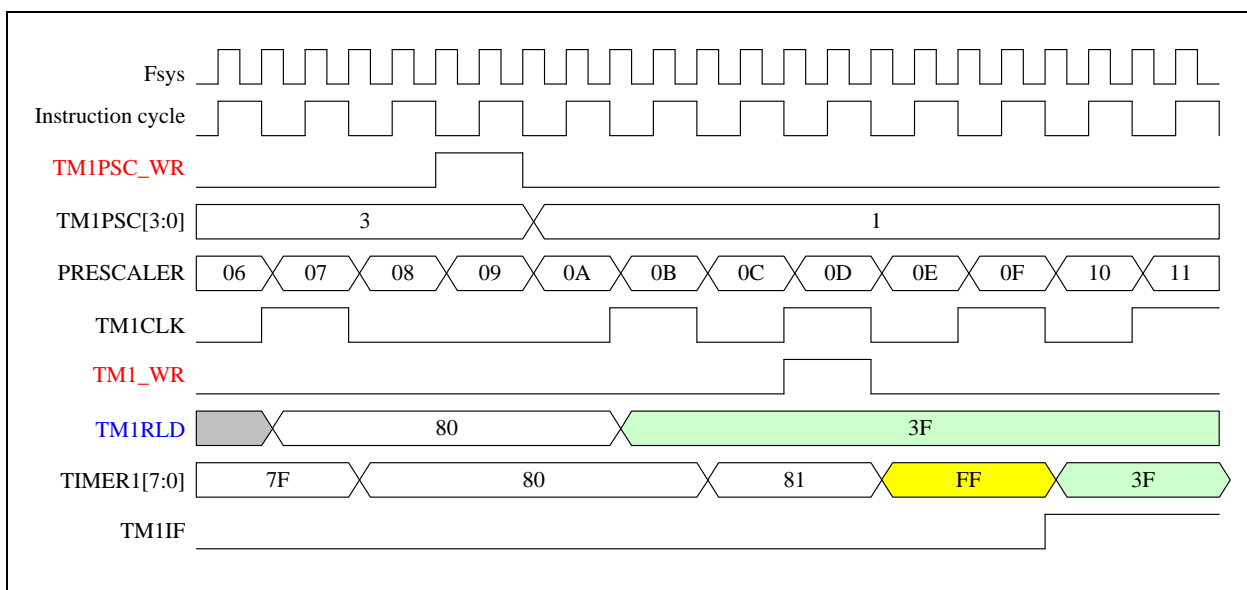 Fsys
Instruction cycle
TM1PSC_WR
TM1PSC[3:0] 3 1
PRESCALER 06 07 08 09 0A 0B 0C 0D 0E 0F 10 11
TM1CLK
TM1_WR
TM1RLD 80 3F
TIMER1[7:0] 7F 80 81 FF 3F
TM1IF